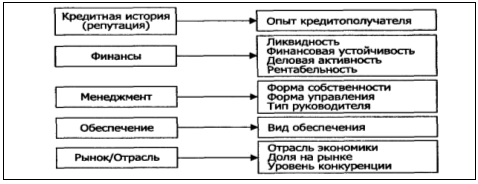 Кредитная история
(репутация)
Опыт кредитополучателя
Финансы
Ликвидность
Финансовая устойчивость
Деловая активность
Рентабельность
Менеджмент
Форма собственности
Форма управления
Тип руководителя
Обеспечение
Вид обеспечения
Рынок/Отрасль
Отрасль экономики
Доля на рынке
Уровень конкуренции